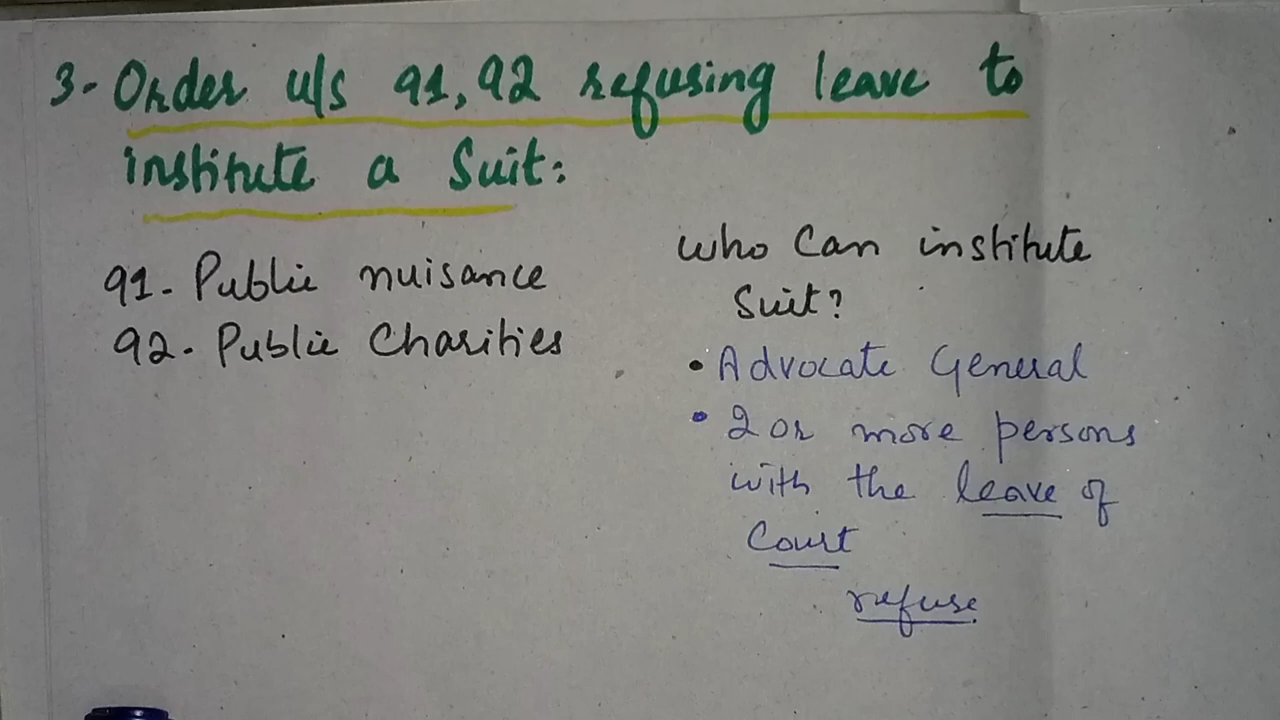 3- Order u/s 91, 92 refusing leave to
institute a Suit:
91. Public nuisance
92. Public Charities
who Can institute
Suit?
• Advocate General
• 2 or more persons
with the leave of
Court
refuse